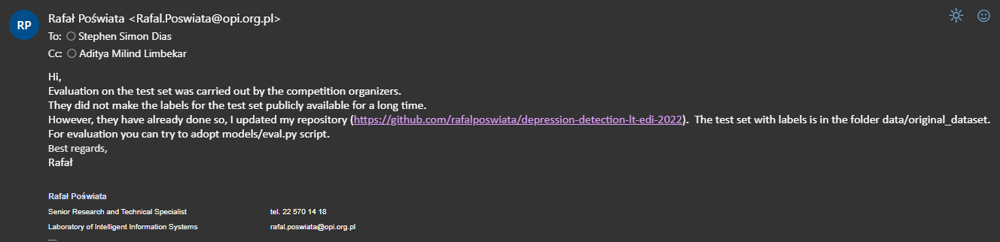 RP
Rafał Poświata <Rafal.Poswiata@opi.org.pl>
To: Stephen Simon Dias
Cc: Aditya Milind Limbekar
Hi,
Evaluation on the test set was carried out by the competition organizers.
They did not make the labels for the test set publicly available for a long time.
However, they have already done so, I updated my repository (https://github.com/rafalposwiata/depression-detection-lt-edi-2022).  The test set with labels is in the folder data/original_dataset.
For evaluation you can try to adopt models/eval.py script.
Best regards,
Rafał
Rafał Poświata
Senior Research and Technical Specialist tel. 22 570 14 18
Laboratory of Intelligent Information Systems rafal.poswiata@opi.org.pl